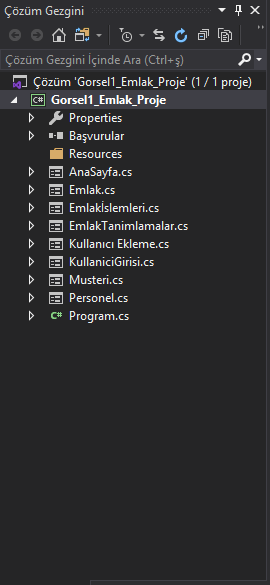 Çözüm Gezgini
Çözüm Gezgini İçinde Ara (Ctrl+ş)
Çözüm 'Gorsel1_Emlak_Proje' (1 / 1 proje)
C# Gorsel1_Emlak_Proje
Properties
Başvurular
Resources
AnaSayfa.cs
Emlak.cs
Emlakİslemleri.cs
EmlakTanimlamalar.cs
Kullanıcı Ekleme.cs
KullaniciGirisi.cs
Musteri.cs
Personel.cs
C# Program.cs